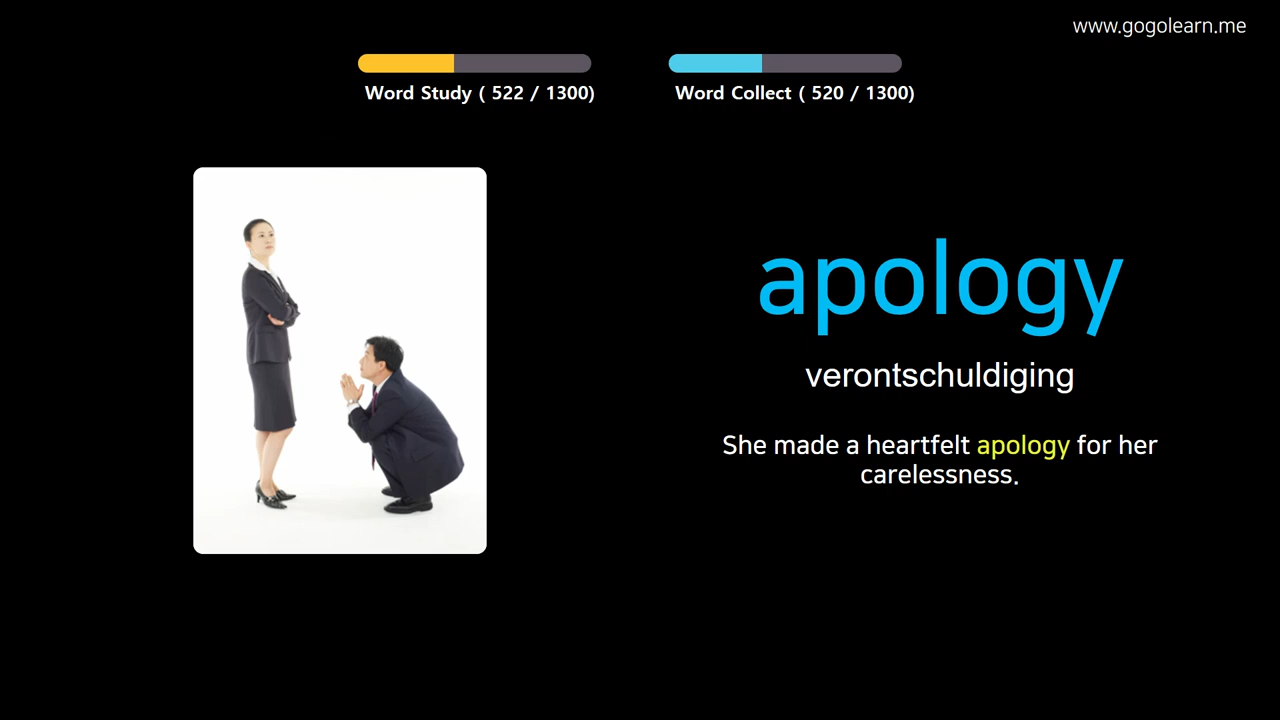 www.gogolearn.me
Word Study ( 522 / 1300)
Word Collect ( 520 / 1300)
apology
verontschuldiging
She made a heartfelt apology for her
carelessness.